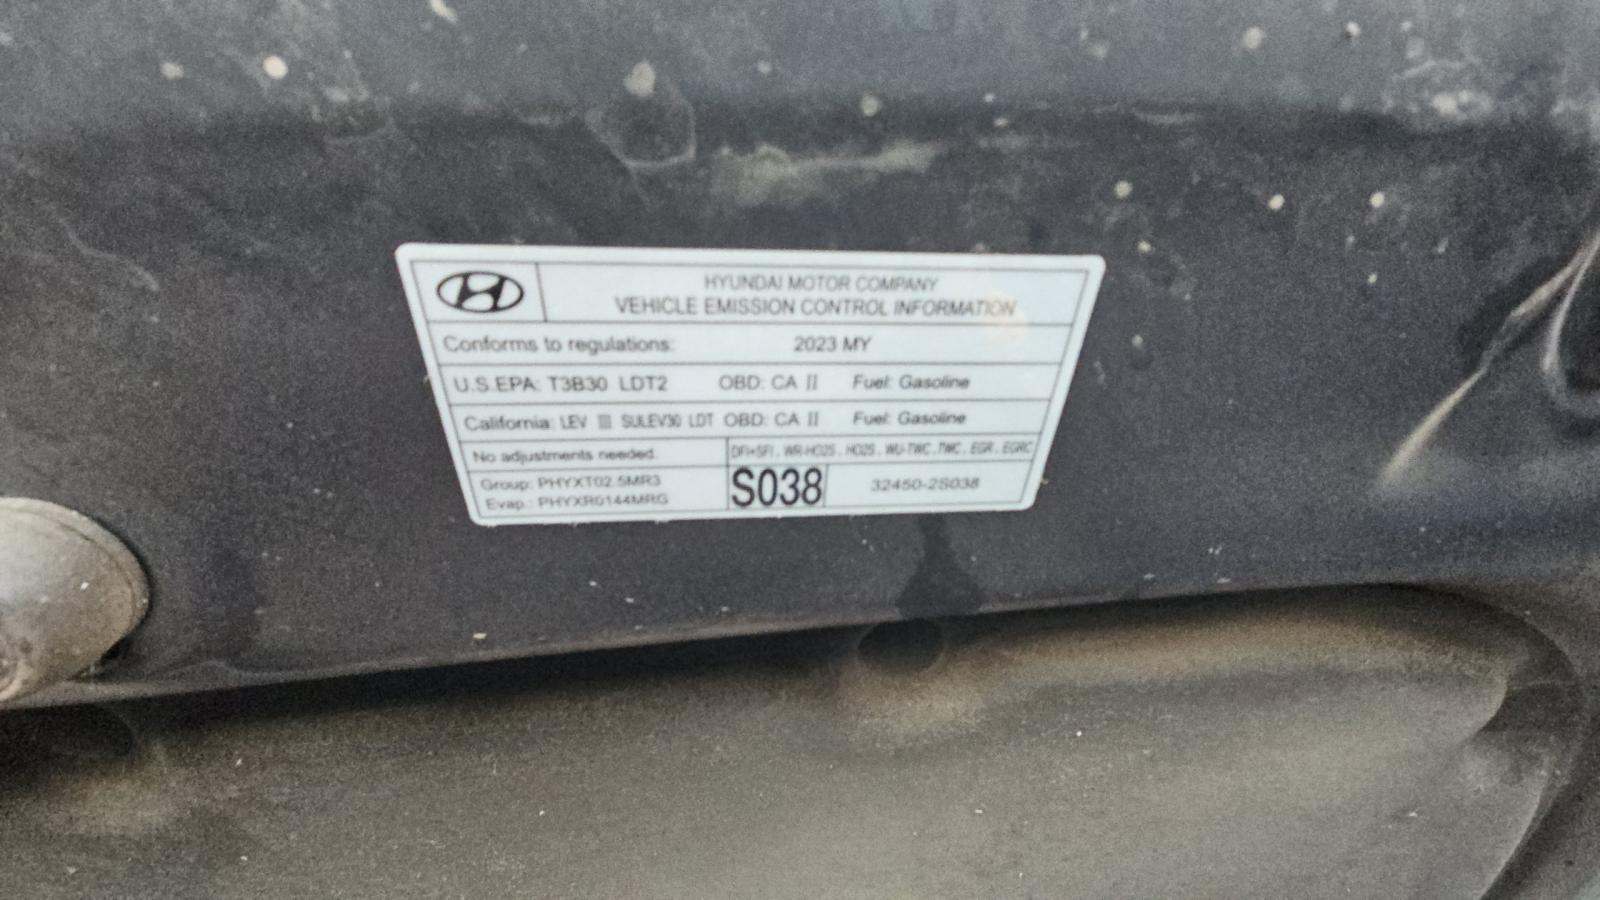 HYUNDAI MOTOR COMPANY
VEHICLE EMISSION CONTROL INFORMATION
Conforms to regulations: 2023 MY
U.S.EPA: T3B30 LDT2 OBD: CA II Fuel: Gasoline
California: LEV III SULEV30 LDT OBD: CA II Fuel: Gasoline
No adjustments needed. DFI+SFI , WR-HO2S , HO2S , WU-TWC , TWC , EGR , EGRC
Group: PHYXT02.5MR3
Evap.: PHYXR0144MRG
S038 32450-2S038